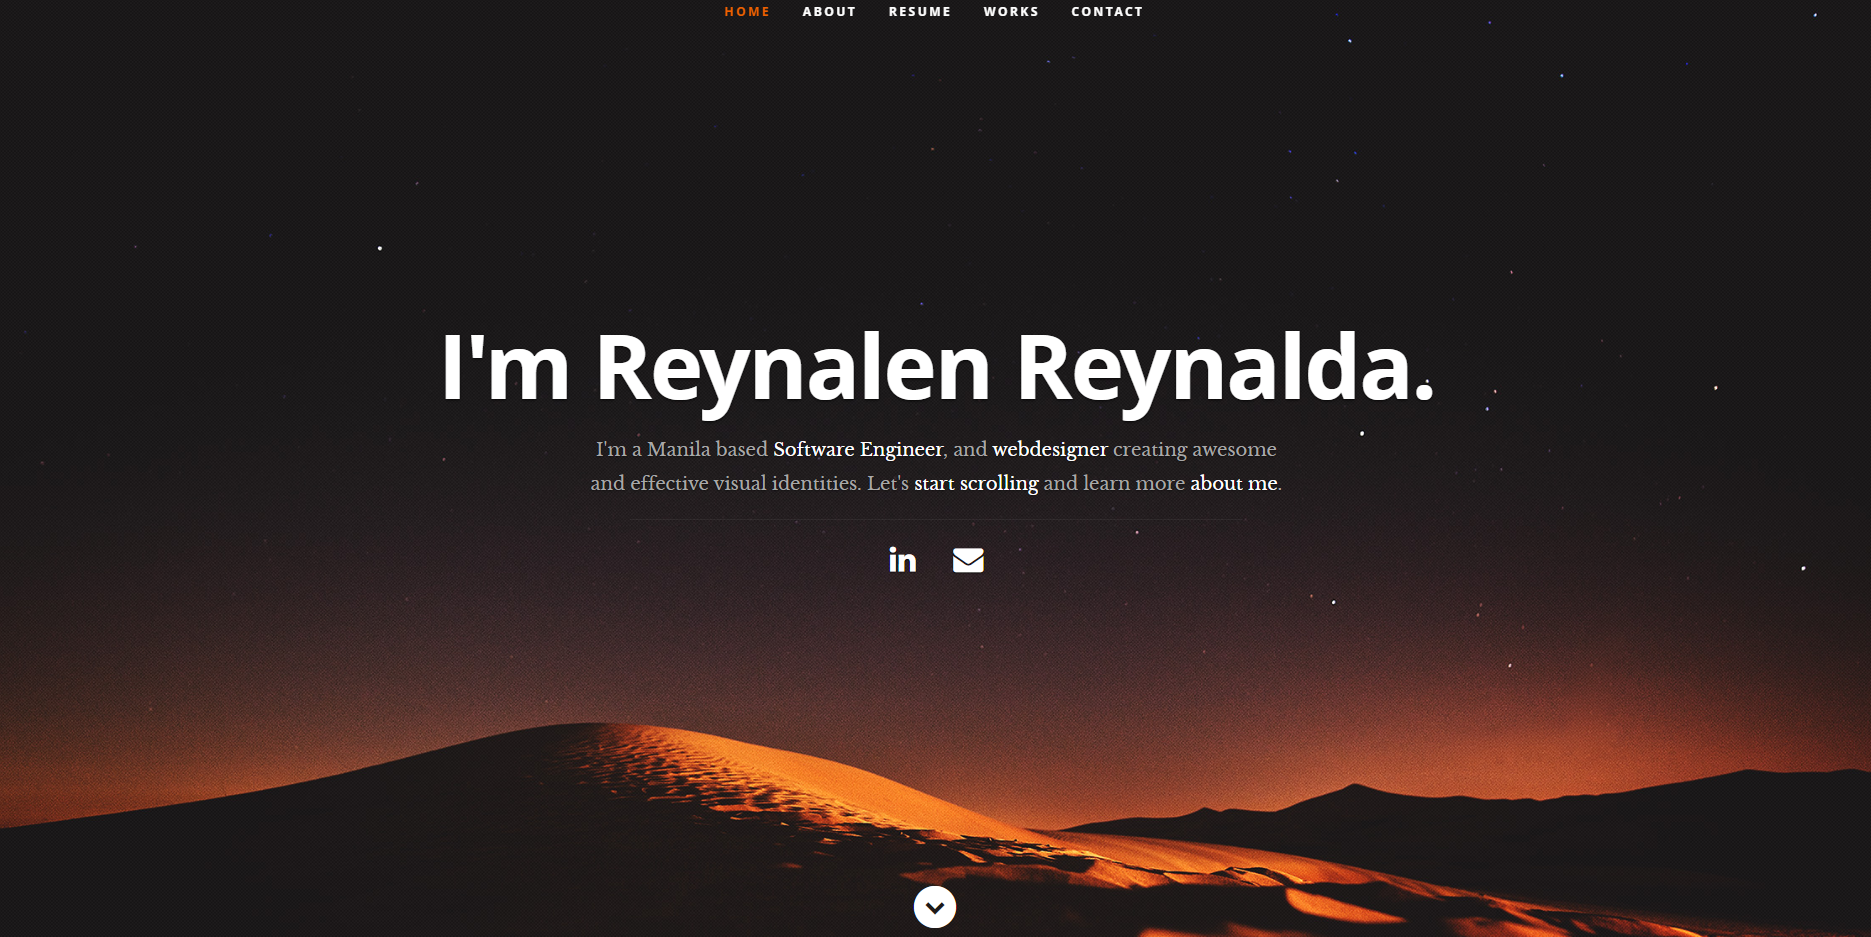 HOME ABOUT RESUME WORKS CONTACT
I'm Reynalen Reynalda.
I'm a Manila based Software Engineer, and webdesigner creating awesome
and effective visual identities. Let's start scrolling and learn more about me.
in